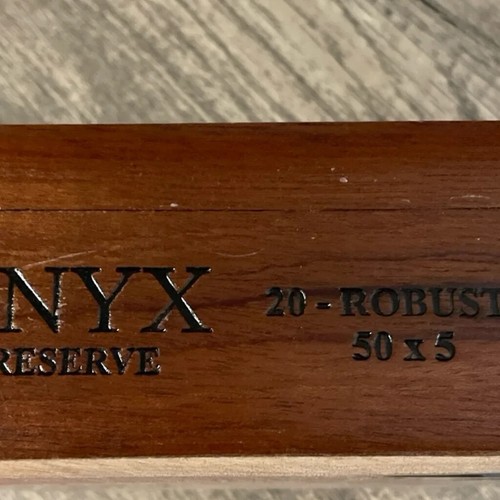 NYX
RESERVE
20 - ROBUST
50 x 5